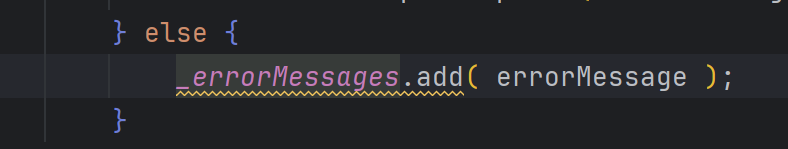 } else {
_errorMessages.add( errorMessage );
}